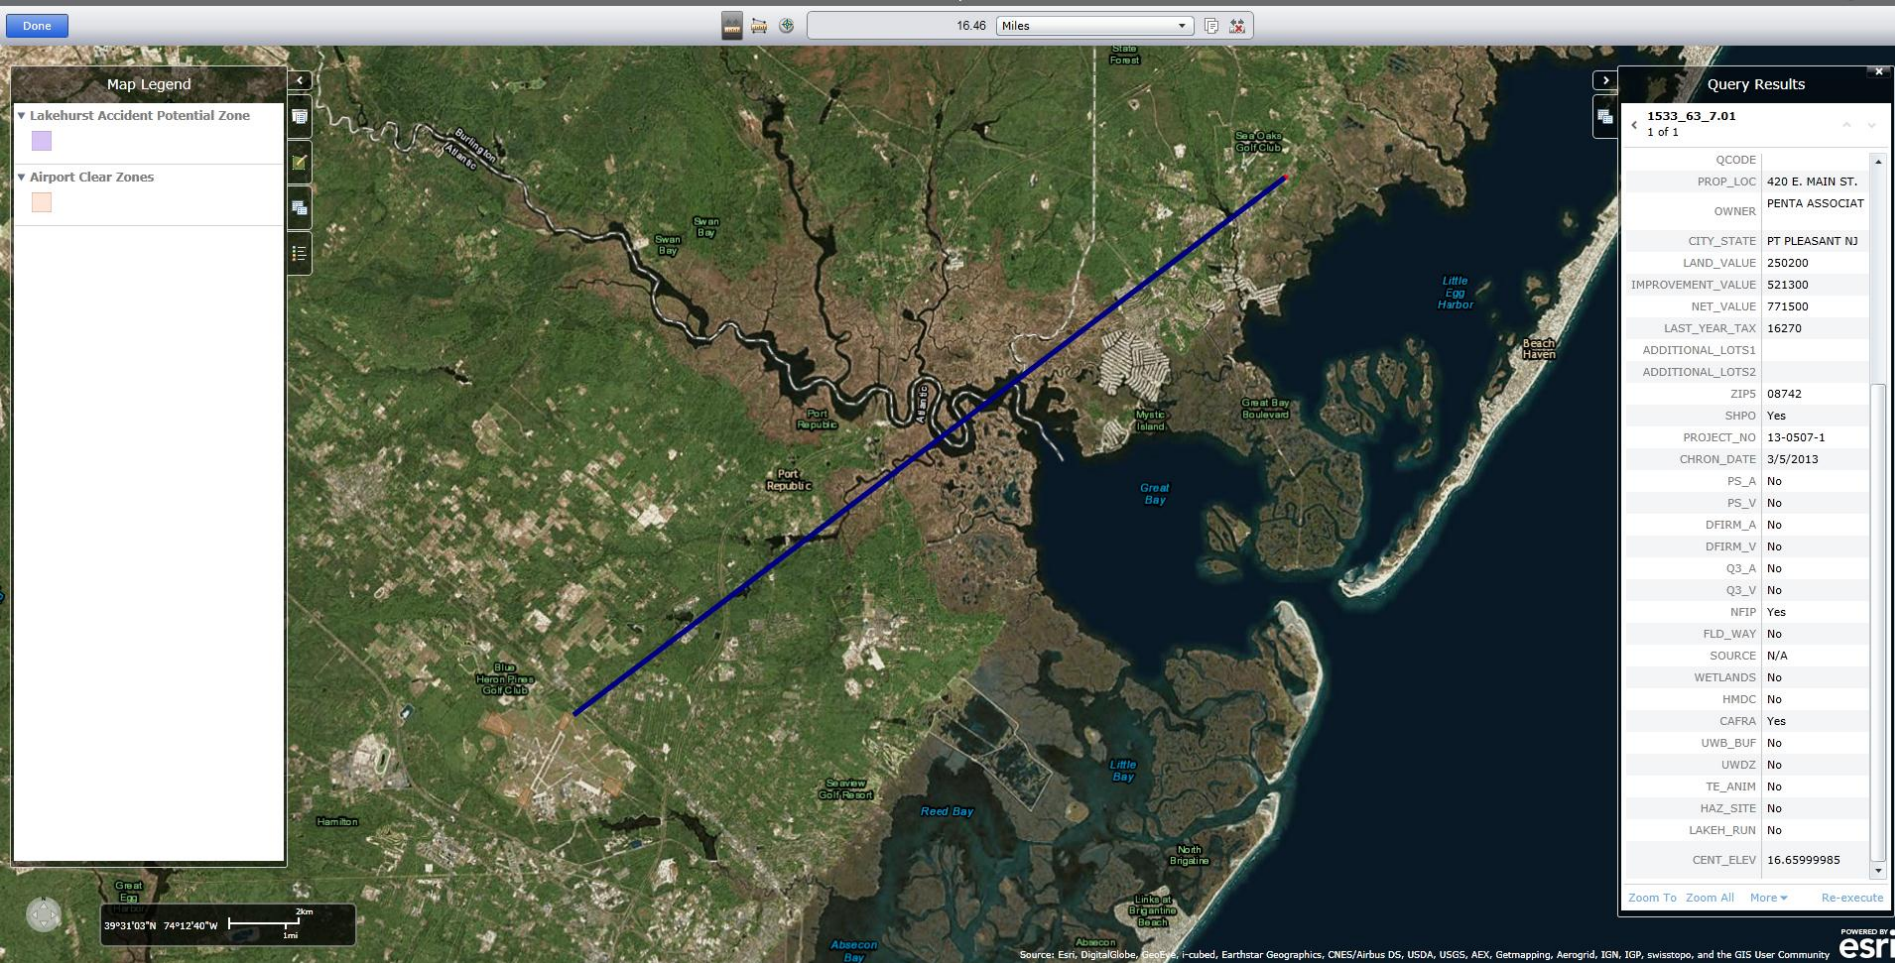 Done
16.46 Miles
Map Legend
Lakehurst Accident Potential Zone
Airport Clear Zones
State
Forest
Burlington
Atlantic
Sea Oaks
Golf Club
Swan
Bay
Swan
Bay
Little
Egg
Harbor
Beach
Haven
Atlantic
Port
Republic
Mystic
Island
Great Bay
Boulevard
Port
Republic
Great
Bay
Blue
Heron Pines
Golf Club
Little
Bay
Seaview
Golf Resort
Reed Bay
Hamilton
North
Brigatine
Great
Egg
Harbor
Links at
Brigantine
Beach
Absecon
Bay
Absecon
39°31'03"N 74°12'40"W
2km
1mi
Query Results
1533_63_7.01
1 of 1
QCODE
PROP_LOC 420 E. MAIN ST.
OWNER PENTA ASSOCIAT
CITY_STATE PT PLEASANT NJ
LAND_VALUE 250200
IMPROVEMENT_VALUE 521300
NET_VALUE 771500
LAST_YEAR_TAX 16270
ADDITIONAL_LOTS1
ADDITIONAL_LOTS2
ZIP5 08742
SHPO Yes
PROJECT_NO 13-0507-1
CHRON_DATE 3/5/2013
PS_A No
PS_V No
DFIRM_A No
DFIRM_V No
Q3_A No
Q3_V No
NFIP Yes
FLD_WAY No
SOURCE N/A
WETLANDS No
HMDC No
CAFRA Yes
UWB_BUF No
UWDZ No
TE_ANIM No
HAZ_SITE No
LAKEH_RUN No
CENT_ELEV 16.65999985
Zoom To Zoom All More Re-execute
Source: Esri, DigitalGlobe, GeoEye, i-cubed, Earthstar Geographics, CNES/Airbus DS, USDA, USGS, AEX, Getmapping, Aerogrid, IGN, IGP, swisstopo, and the GIS User Community
POWERED BY
esri